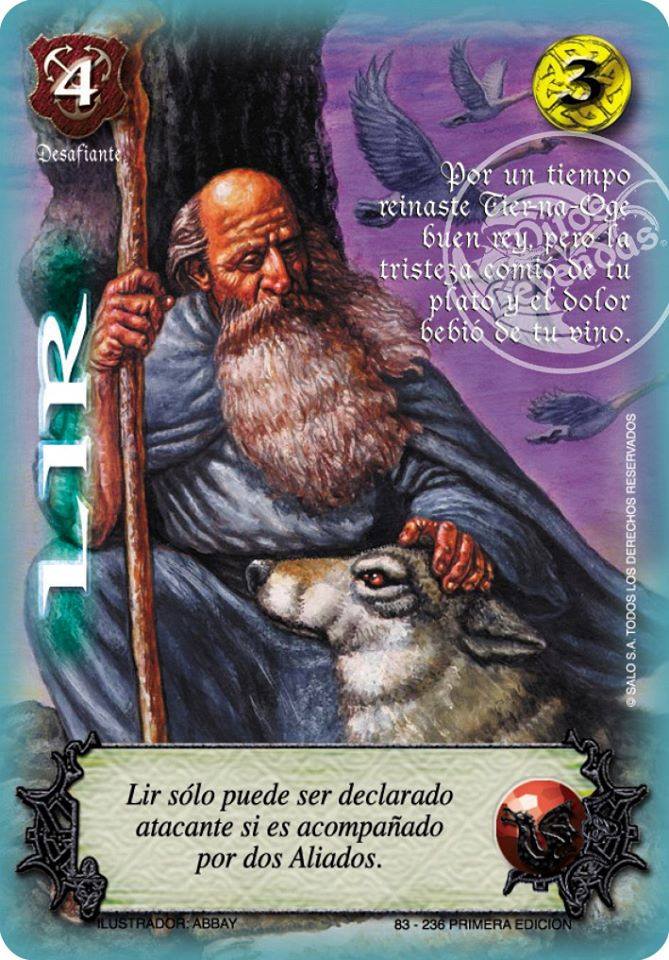 4
3
Desafiante
Por un tiempo
reinaste Tier-na-Oge
buen rey, pero la
tristeza comió de tu
plato y el dolor
bebió de tu vino.
LIR
© SALO S.A. TODOS LOS DERECHOS RESERVADOS
Lir sólo puede ser declarado
atacante si es acompañado
por dos Aliados.
ILUSTRADOR: ABBAY
83 - 236 PRIMERA EDICIÓN